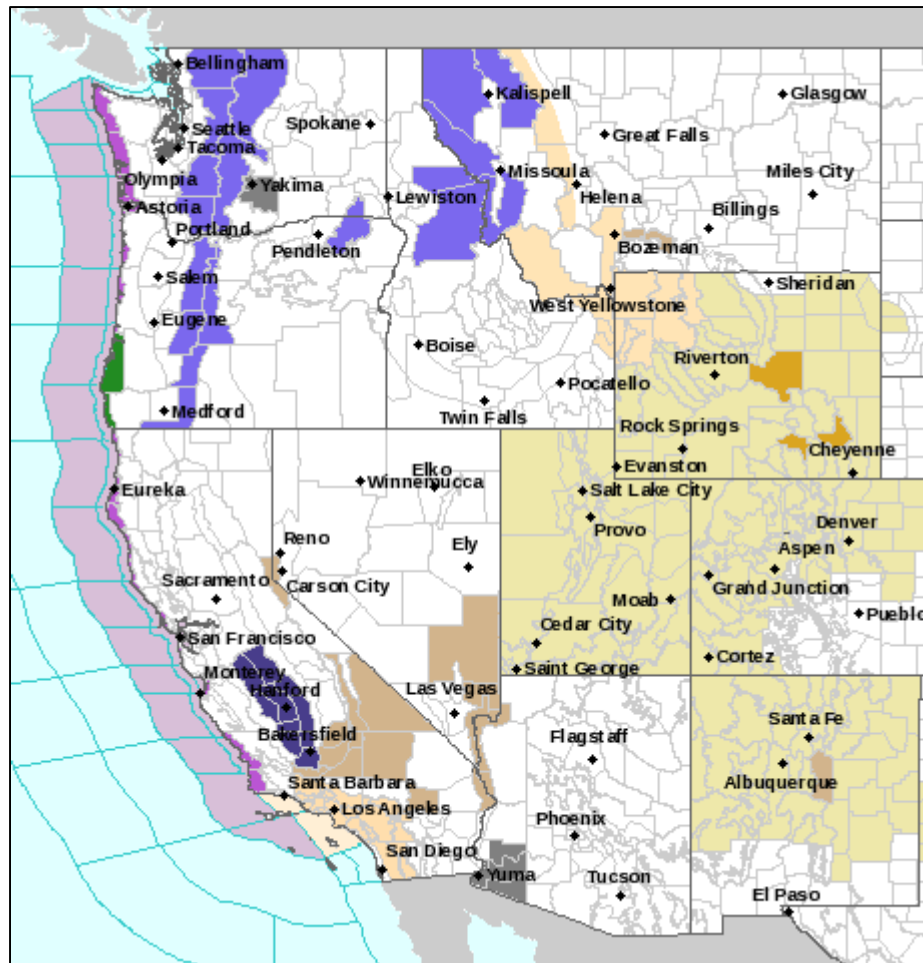 Bellingham
Kalispell
Glasgow
Seattle
Spokane
Great Falls
Tacoma
Missoula
Miles City
Olympia
Yakima
Lewiston
Helena
Astoria
Billings
Portland
Pendleton
Bozeman
Salem
Sheridan
West Yellowstone
Eugene
Boise
Riverton
Pocatello
Medford
Twin Falls
Rock Springs
Cheyenne
Elko
Evanston
Winnemucca
Eureka
Salt Lake City
Provo
Denver
Reno
Ely
Aspen
Sacramento
Carson City
Grand Junction
Moab
Pueblo
San Francisco
Cedar City
Cortez
Monterey
Saint George
Hanford
Las Vegas
Santa Fe
Bakersfield
Flagstaff
Albuquerque
Santa Barbara
Los Angeles
Phoenix
San Diego
Yuma
Tucson
El Paso